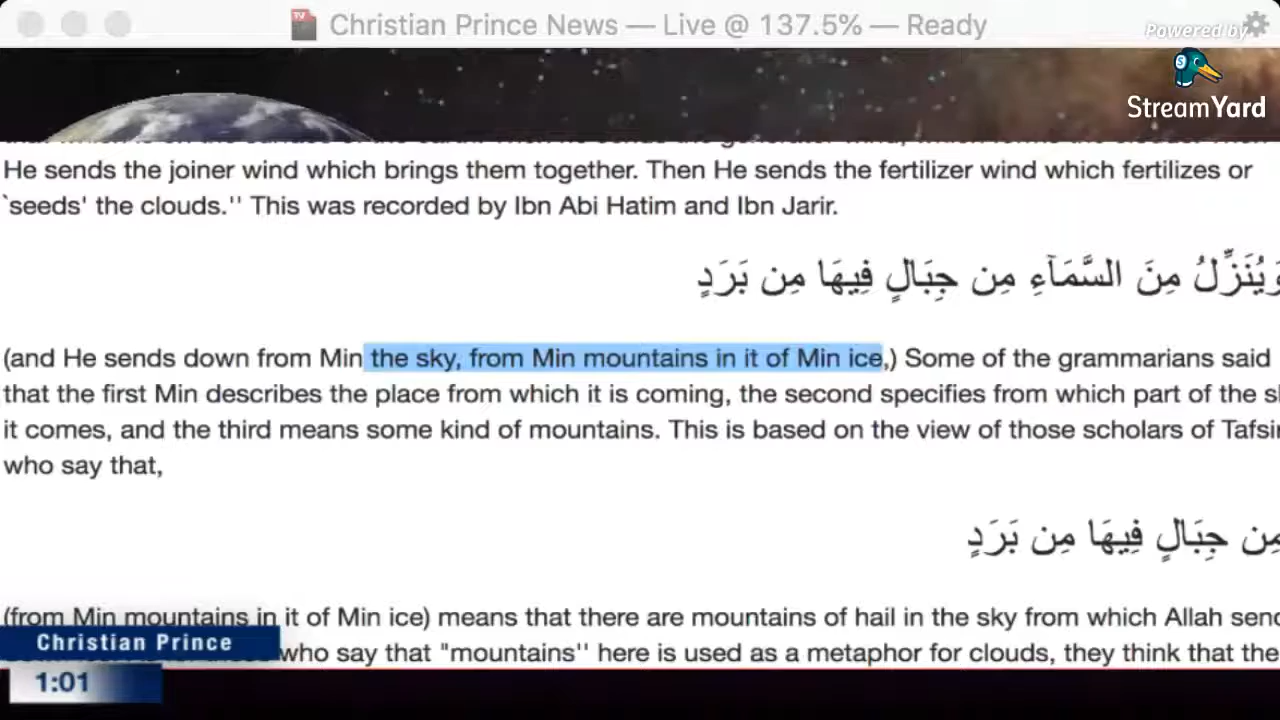 Christian Prince News — Live @ 137.5% — Ready
Powered by
StreamYard
He sends the joiner wind which brings them together. Then He sends the fertilizer wind which fertilizes or
`seeds' the clouds.'' This was recorded by Ibn Abi Hatim and Ibn Jarir.
وَيُنَزِّلُ مِنَ السَّمَآءِ مِن جِبَالٍ فِيهَا مِن بَرَدٍ
(and He sends down from Min the sky, from Min mountains in it of Min ice,) Some of the grammarians said
that the first Min describes the place from which it is coming, the second specifies from which part of the
it comes, and the third means some kind of mountains. This is based on the view of those scholars of Tafsir
who say that,
مِن جِبَالٍ فِيهَا مِن بَرَدٍ
(from Min mountains in it of Min ice) means that there are mountains of hail in the sky from which Allah
who say that "mountains'' here is used as a metaphor for clouds, they think that the
Christian Prince
1:01